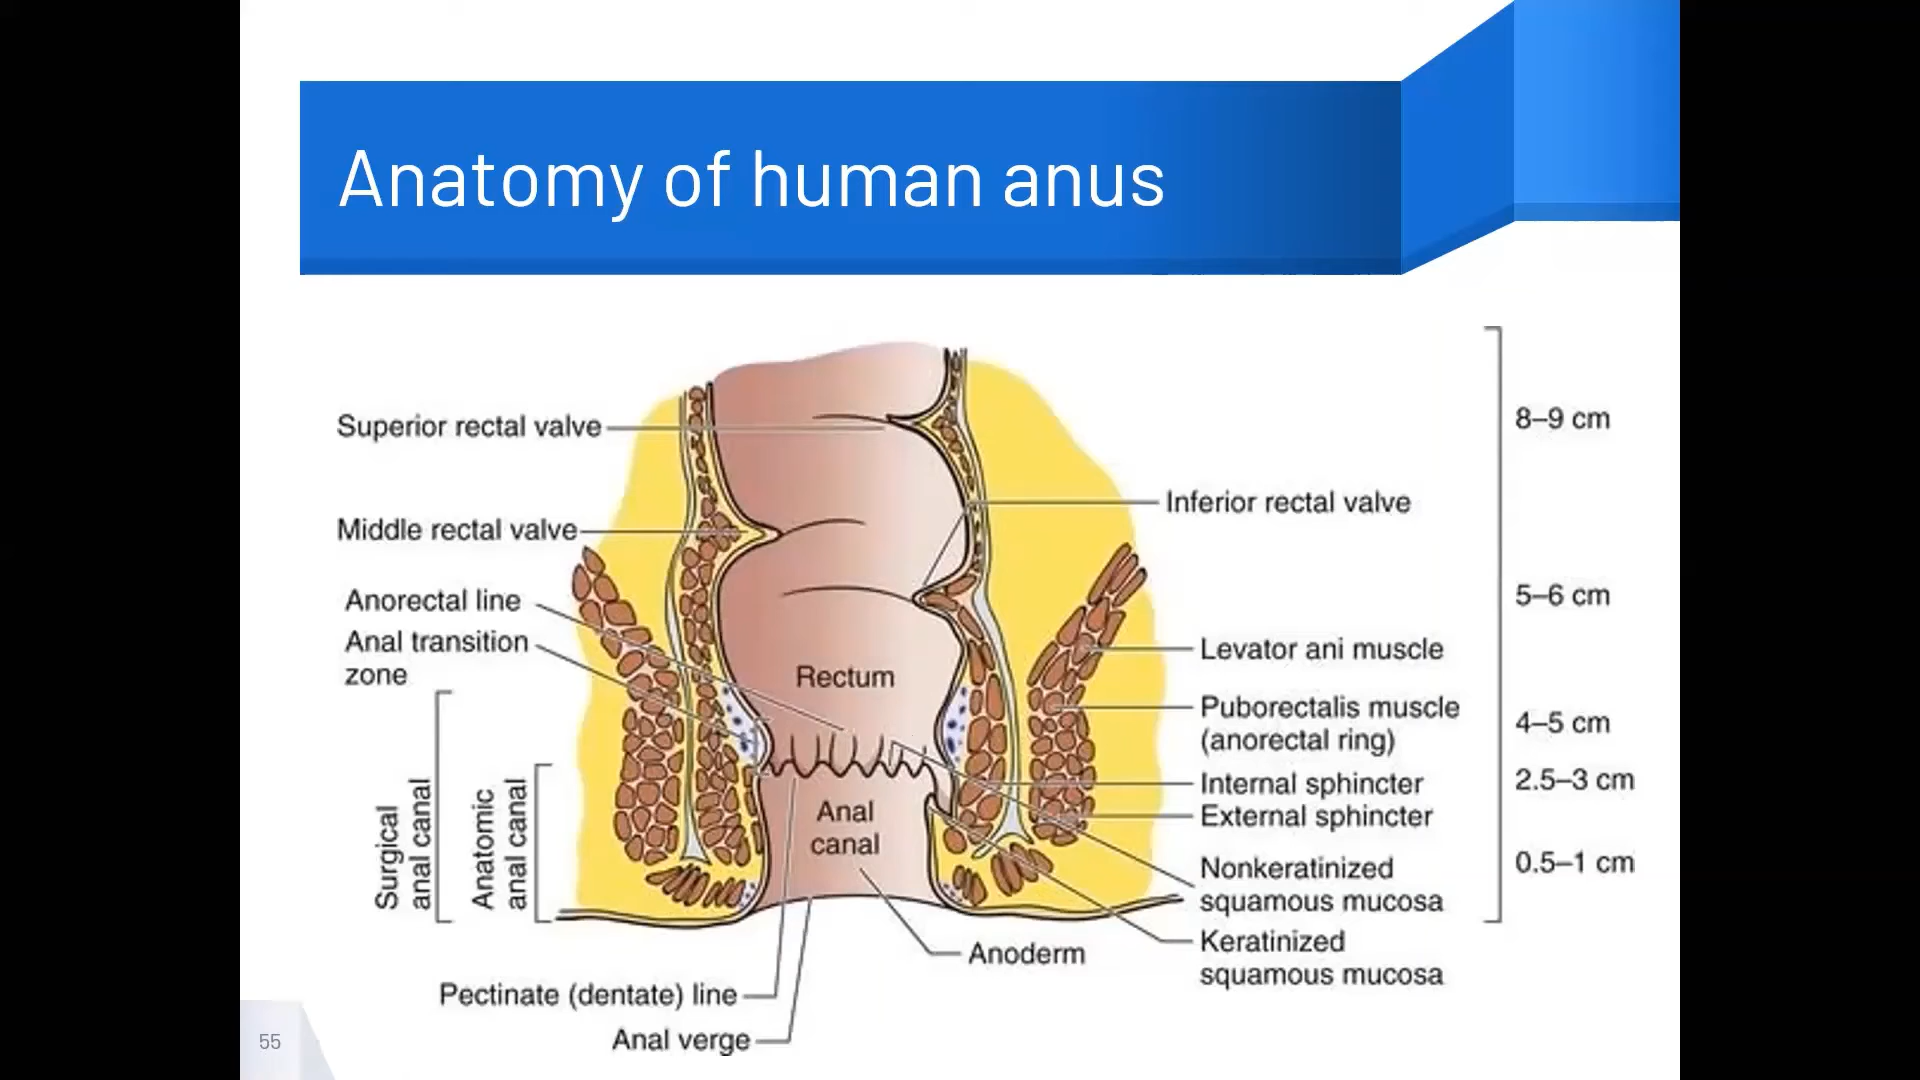 Anatomy of human anus
Superior rectal valve
Middle rectal valve
Anorectal line
Anal transition
zone
Surgical
anal canal
Anatomic
anal canal
Rectum
Anal
canal
Pectinate (dentate) line
Anal verge
Anoderm
Inferior rectal valve
Levator ani muscle
Puborectalis muscle
(anorectal ring)
Internal sphincter
External sphincter
Nonkeratinized
squamous mucosa
Keratinized
squamous mucosa
8–9 cm
5–6 cm
4–5 cm
2.5–3 cm
0.5–1 cm
55